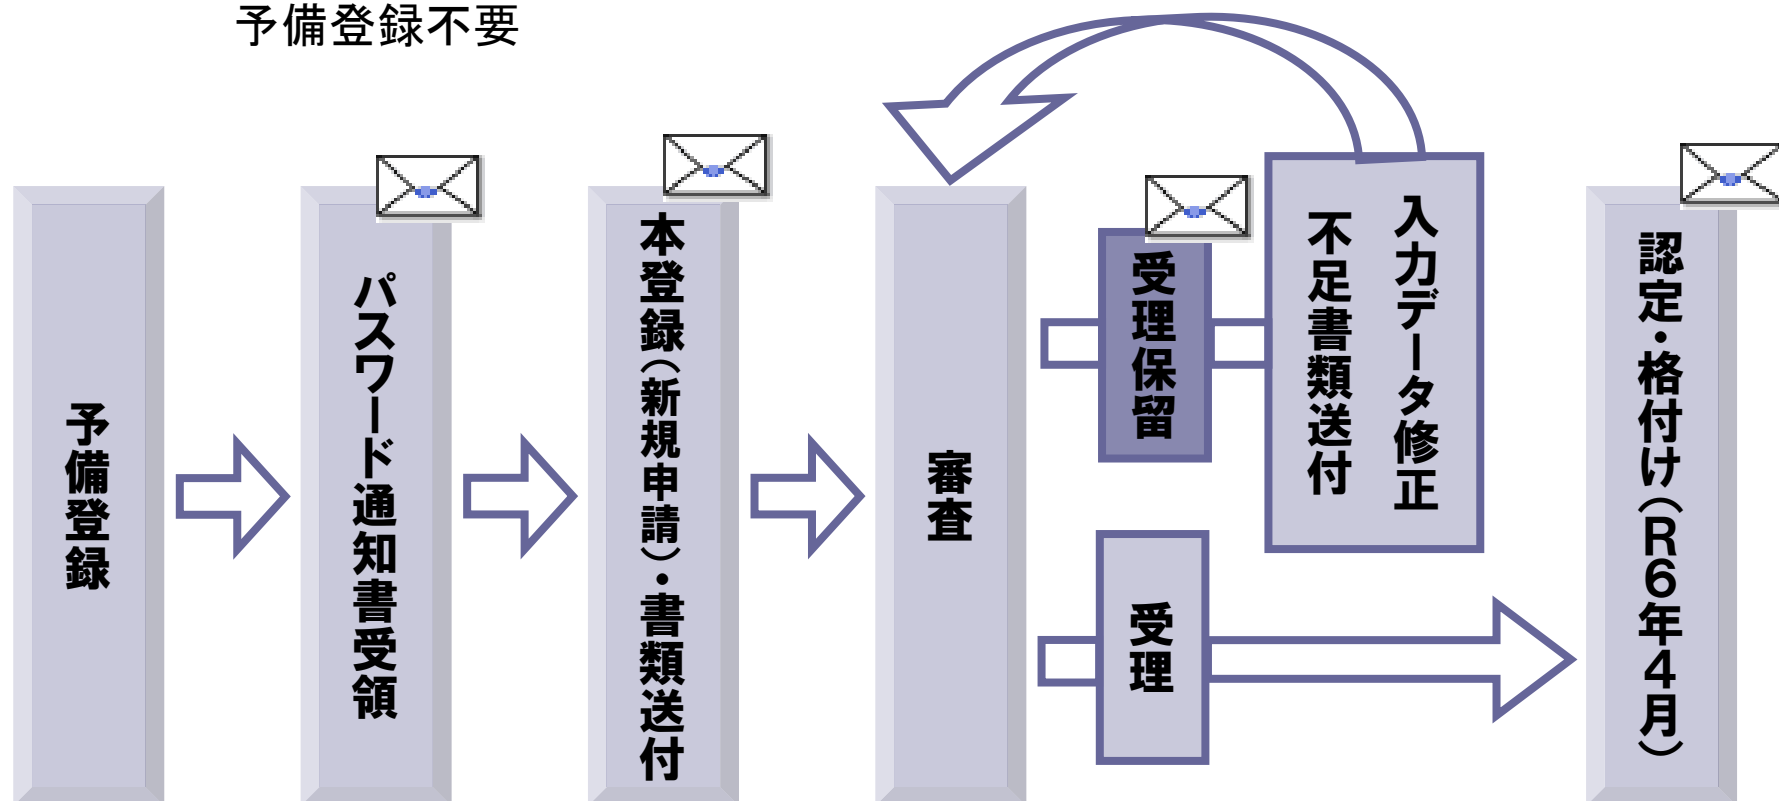 予備登録不要
予備登録
パスワード通知書受領
本登録（新規申請）・書類送付
審査
受理保留
入力データ修正
不足書類送付
受理
認定・格付け（Ｒ６年４月）